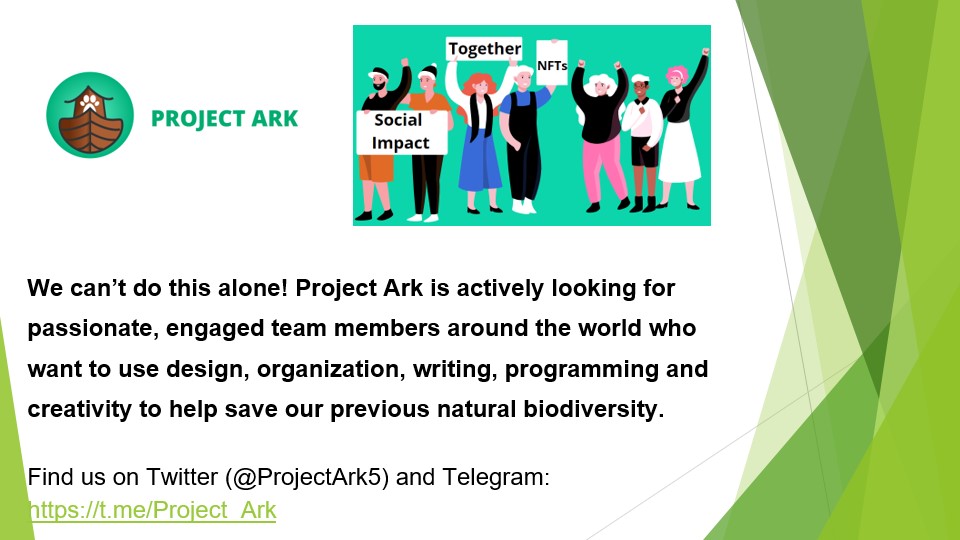 Together
NFTs
Social
Impact
PROJECT ARK
We can’t do this alone! Project Ark is actively looking for
passionate, engaged team members around the world who
want to use design, organization, writing, programming and
creativity to help save our previous natural biodiversity.
Find us on Twitter (@ProjectArk5) and Telegram:
https://t.me/Project_Ark